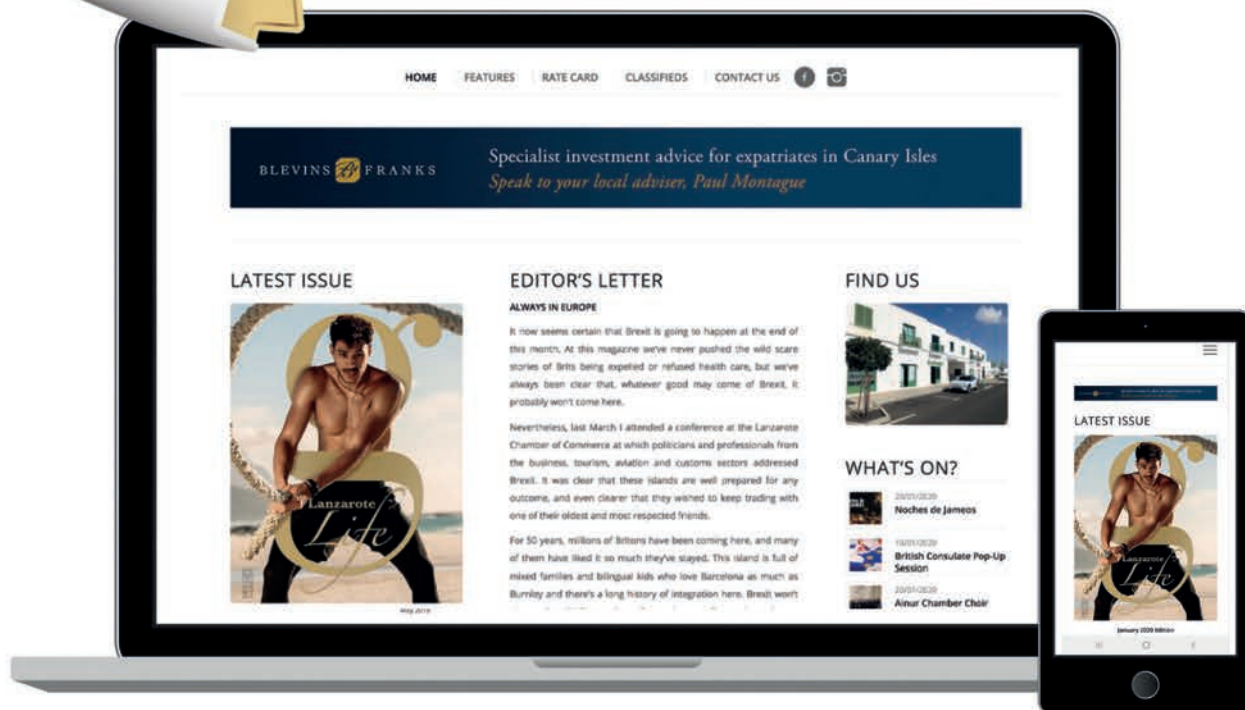 HOME FEATURES RATE CARD CLASSIFIEDS CONTACT US
BLEVINS FRANKS
Specialist investment advice for expatriates in Canary Isles
Speak to your local adviser, Paul Montague
LATEST ISSUE
Lanzarote
Life
May 2019
EDITOR'S LETTER
ALWAYS IN EUROPE
It now seems certain that Brexit is going to happen at the end of
this month. At this magazine we've never pushed the wild scare
stories of Brits being expelled or refused health care, but we've
always been clear that, whatever good may come of Brexit, it
probably won't come here.
Nevertheless, last March I attended a conference at the Lanzarote
Chamber of Commerce at which politicians and professionals from
the business, tourism, aviation and customs sectors addressed
Brexit. It was clear that these islands are well prepared for any
outcome, and even clearer that they wished to keep trading with
one of their oldest and most respected friends.
For 50 years, millions of Britons have been coming here, and many
of them have liked it so much they've stayed. This island is full of
mixed families and bilingual kids who love Barcelona as much as
Burnley and there's a long history of integration here. Brexit won't
FIND US
WHAT'S ON?
Noches de Jameos
British Consulate Pop-Up
Session
20/01/2020
Ainur Chamber Choir
LATEST ISSUE
Lanzarote
Life
January 2020 Edition